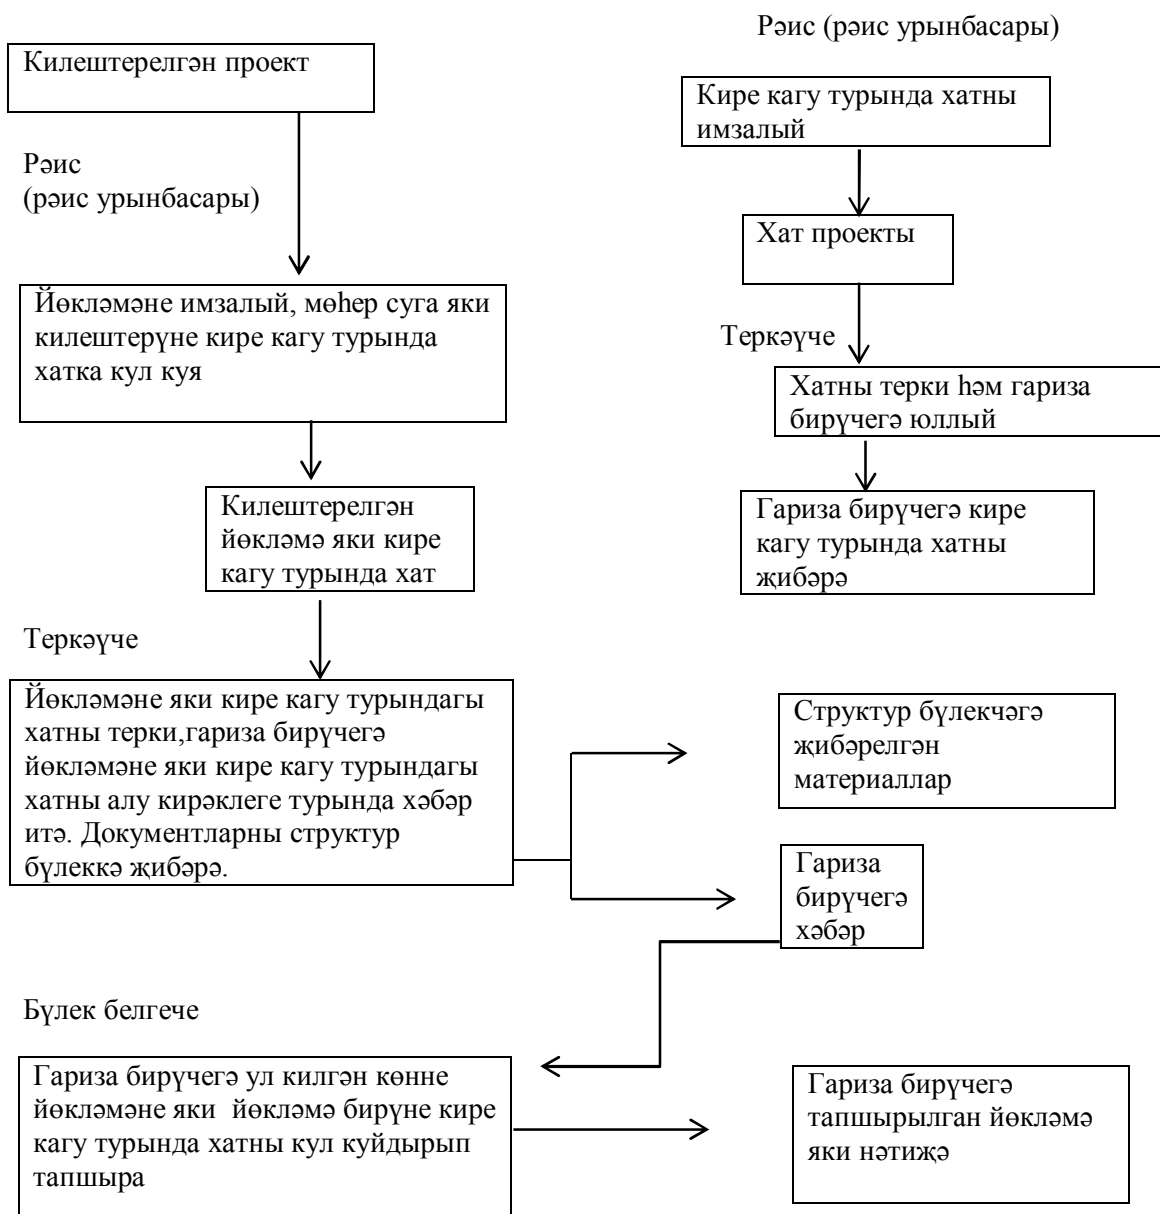 Рәис (рәис урынбасары)
Килештерелгән проект
Кире кагу турында хатны
имзалый
Рәис
(рәис урынбасары)
Хат проекты
Йөкләмәне имзалый, мөһер суга яки
килештерүне кире кагу турында
хатка кул куя
Теркәүче
Хатны терки һәм гариза
бирүчегә юллый
Килештерелгән
йөкләмә яки кире
кагу турында хат
Гариза бирүчегә кире
кагу турында хатны
җибәрә
Теркәүче
Йөкләмәне яки кире кагу турындагы
хатны терки,гариза бирүчегә
йөкләмәне яки кире кагу турындагы
хатны алу кирәклеге турында хәбәр
итә. Документларны структур
бүлеккә җибәрә.
Структур бүлекчәгә
җибәрелгән
материаллар
Гариза
бирүчегә
хәбәр
Бүлек белгече
Гариза бирүчегә ул килгән көнне
йөкләмәне яки  йөкләмә бирүне кире
кагу турында хатны кул куйдырып
тапшыра
Гариза бирүчегә
тапшырылган йөкләмә
яки нәтиҗә